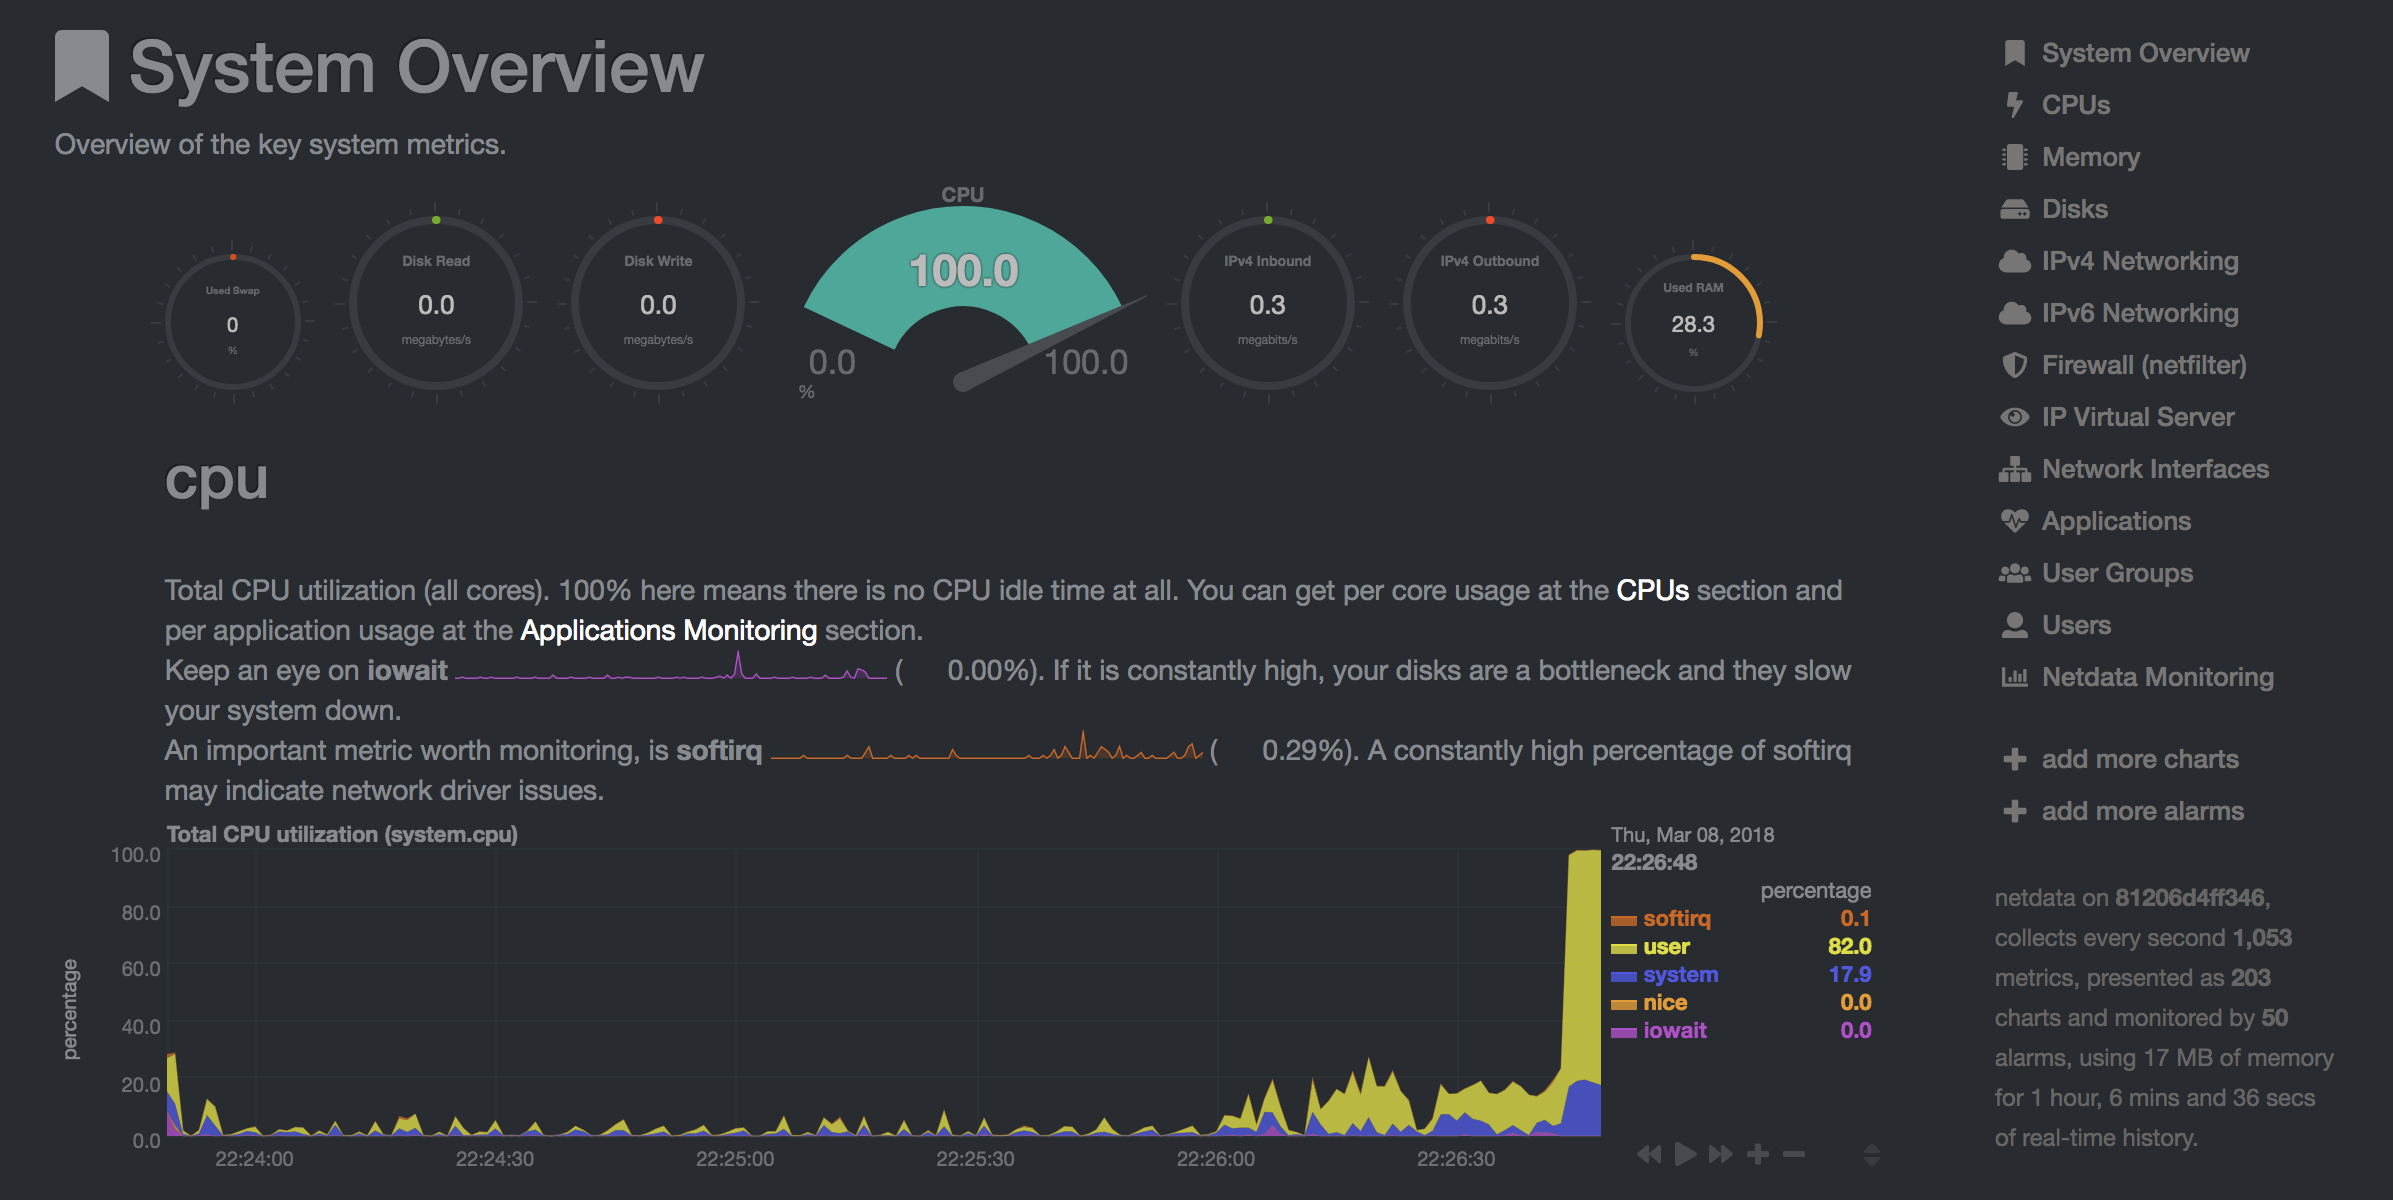 System Overview
Overview of the key system metrics.
Used Swap
0
%
Disk Read
0.0
megabytes/s
Disk Write
0.0
megabytes/s
CPU
100.0
0.0
100.0
%
IPv4 Inbound
0.3
megabits/s
IPv4 Outbound
0.3
megabits/s
Used RAM
28.3
%
cpu
Total CPU utilization (all cores). 100% here means there is no CPU idle time at all. You can get per core usage at the CPUs section and
per application usage at the Applications Monitoring section.
Keep an eye on iowait ( 0.00%). If it is constantly high, your disks are a bottleneck and they slow
your system down.
An important metric worth monitoring, is softirq ( 0.29%). A constantly high percentage of softirq
may indicate network driver issues.
Total CPU utilization (system.cpu)
percentage
100.0
80.0
60.0
40.0
20.0
0.0
22:24:00
22:24:30
22:25:00
22:25:30
22:26:00
22:26:30
Thu, Mar 08, 2018
22:26:48
percentage
softirq 0.1
user 82.0
system 17.9
nice 0.0
iowait 0.0
System Overview
CPUs
Memory
Disks
IPv4 Networking
IPv6 Networking
Firewall (netfilter)
IP Virtual Server
Network Interfaces
Applications
User Groups
Users
Netdata Monitoring
add more charts
add more alarms
netdata on 81206d4ff346,
collects every second 1,053
metrics, presented as 203
charts and monitored by 50
alarms, using 17 MB of memory
for 1 hour, 6 mins and 36 secs
of real-time history.